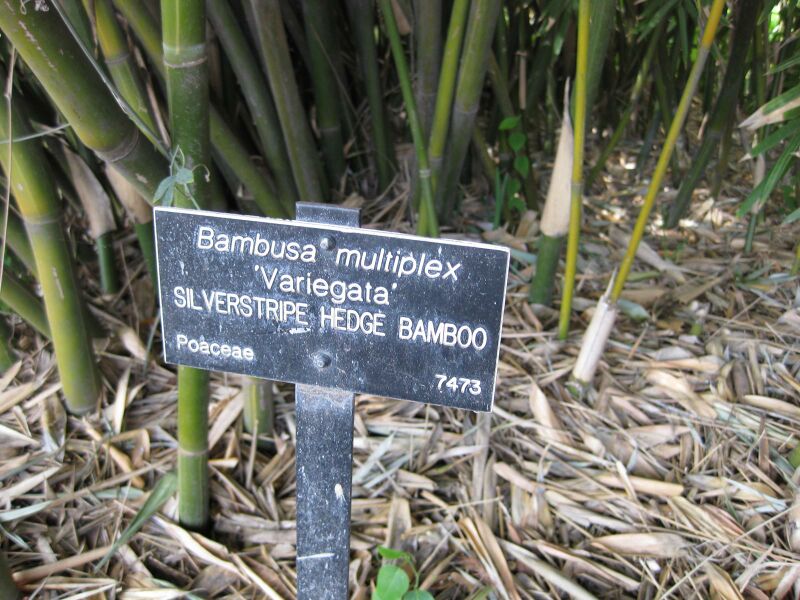 Bambusa multiplex
'Variegata'
SILVERSTRIPE HEDGE BAMBOO
Poaceae
7473